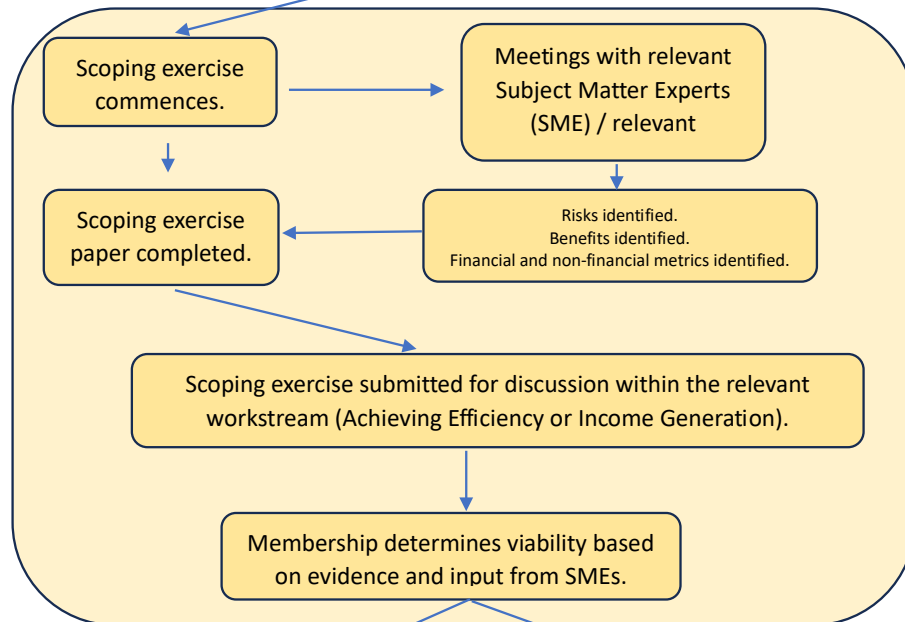 Scoping exercise
commences.
Meetings with relevant
Subject Matter Experts
(SME) / relevant
Scoping exercise
paper completed.
Risks identified.
Benefits identified.
Financial and non-financial metrics identified.
Scoping exercise submitted for discussion within the relevant
workstream (Achieving Efficiency or Income Generation).
Membership determines viability based
on evidence and input from SMEs.